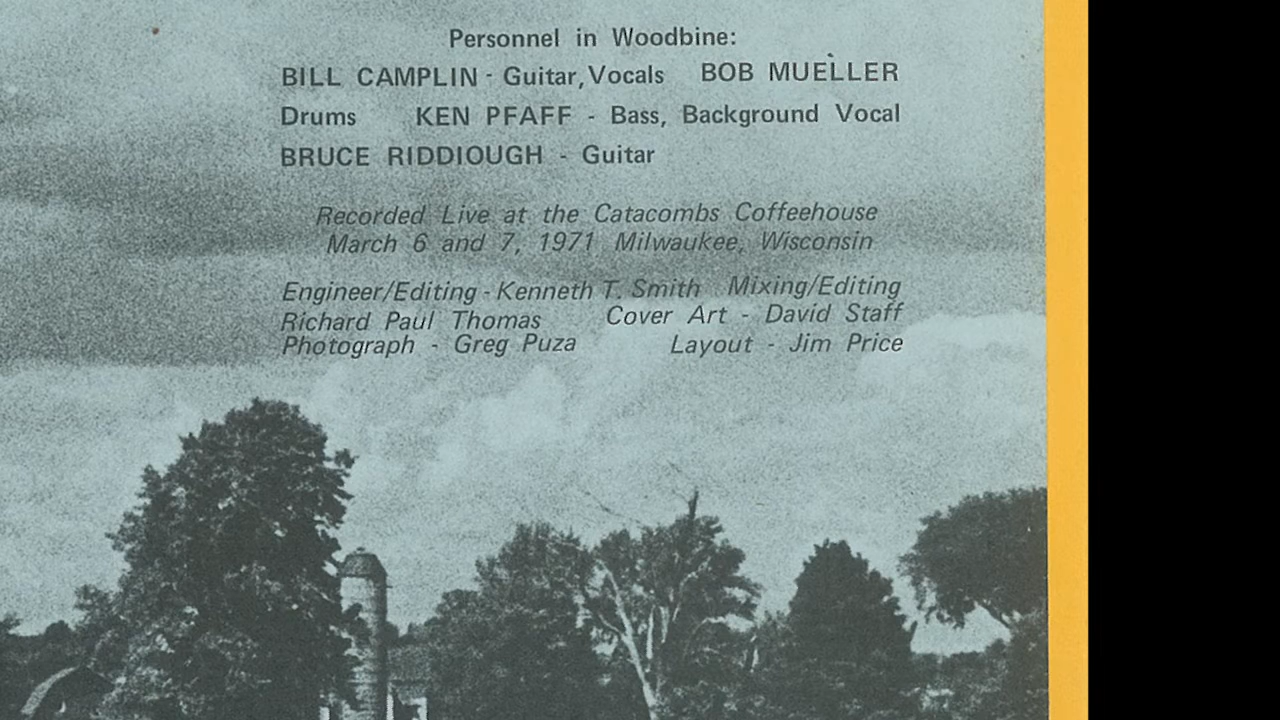 Personnel in Woodbine:
BILL CAMPLIN - Guitar, Vocals BOB MUELLER
Drums KEN PFAFF - Bass, Background Vocal
BRUCE RIDDIOUGH - Guitar
Recorded Live at the Catacombs Coffeehouse
March 6 and 7, 1971 Milwaukee, Wisconsin
Engineer/Editing - Kenneth T. Smith Mixing/Editing
Richard Paul Thomas Cover Art - David Staff
Photograph - Greg Puza Layout - Jim Price